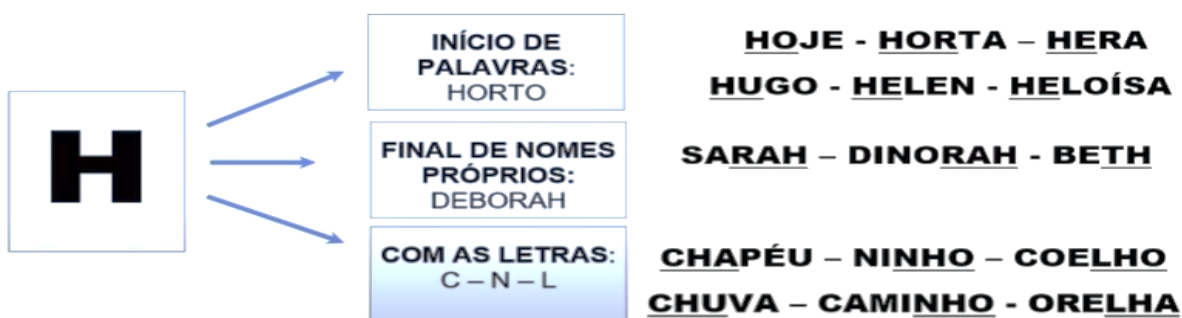 H
INÍCIO DE
PALAVRAS:
HORTO
HOJE - HORTA – HERA
HUGO - HELEN - HELOÍSA
FINAL DE NOMES
PRÓPRIOS:
DEBORAH
SARAH – DINORAH - BETH
COM AS LETRAS:
C – N – L
CHAPÉU – NINHO – COELHO
CHUVA – CAMINHO - ORELHA